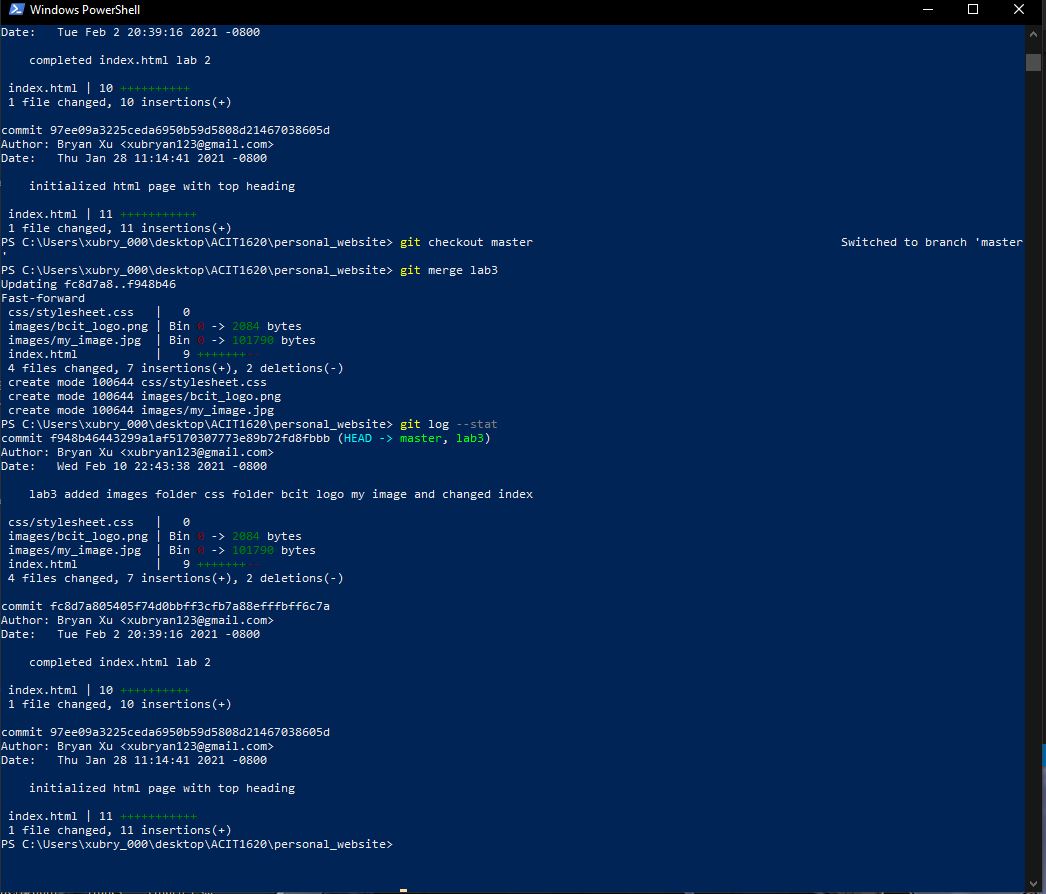 Windows PowerShell
Date:   Tue Feb 2 20:39:16 2021 -0800
    completed index.html lab 2
 index.html | 10 ++++++++++
 1 file changed, 10 insertions(+)
commit 97ee09a3225ceda6950b59d5808d21467038605d
Author: Bryan Xu <xubryan123@gmail.com>
Date:   Thu Jan 28 11:14:41 2021 -0800
    initialized html page with top heading
 index.html | 11 +++++++++++
 1 file changed, 11 insertions(+)
PS C:\Users\xubry_000\desktop\ACIT1620\personal_website> git checkout master Switched to branch 'master
'
PS C:\Users\xubry_000\desktop\ACIT1620\personal_website> git merge lab3
Updating fc8d7a8..f948b46
Fast-forward
 css/stylesheet.css   |   0
 images/bcit_logo.png | Bin 0 -> 2084 bytes
 images/my_image.jpg  | Bin 0 -> 101790 bytes
 index.html           |   9 +++++++--
 4 files changed, 7 insertions(+), 2 deletions(-)
 create mode 100644 css/stylesheet.css
 create mode 100644 images/bcit_logo.png
 create mode 100644 images/my_image.jpg
PS C:\Users\xubry_000\desktop\ACIT1620\personal_website> git log --stat
commit f948b46443299a1af5170307773e89b72fd8fbbb (HEAD -> master, lab3)
Author: Bryan Xu <xubryan123@gmail.com>
Date:   Wed Feb 10 22:43:38 2021 -0800
    lab3 added images folder css folder bcit logo my image and changed index
 css/stylesheet.css   |   0
 images/bcit_logo.png | Bin 0 -> 2084 bytes
 images/my_image.jpg  | Bin 0 -> 101790 bytes
 index.html           |   9 +++++++--
 4 files changed, 7 insertions(+), 2 deletions(-)
commit fc8d7a805405f74d0bbff3cfb7a88efffbff6c7a
Author: Bryan Xu <xubryan123@gmail.com>
Date:   Tue Feb 2 20:39:16 2021 -0800
    completed index.html lab 2
 index.html | 10 ++++++++++
 1 file changed, 10 insertions(+)
commit 97ee09a3225ceda6950b59d5808d21467038605d
Author: Bryan Xu <xubryan123@gmail.com>
Date:   Thu Jan 28 11:14:41 2021 -0800
    initialized html page with top heading
 index.html | 11 +++++++++++
 1 file changed, 11 insertions(+)
PS C:\Users\xubry_000\desktop\ACIT1620\personal_website>